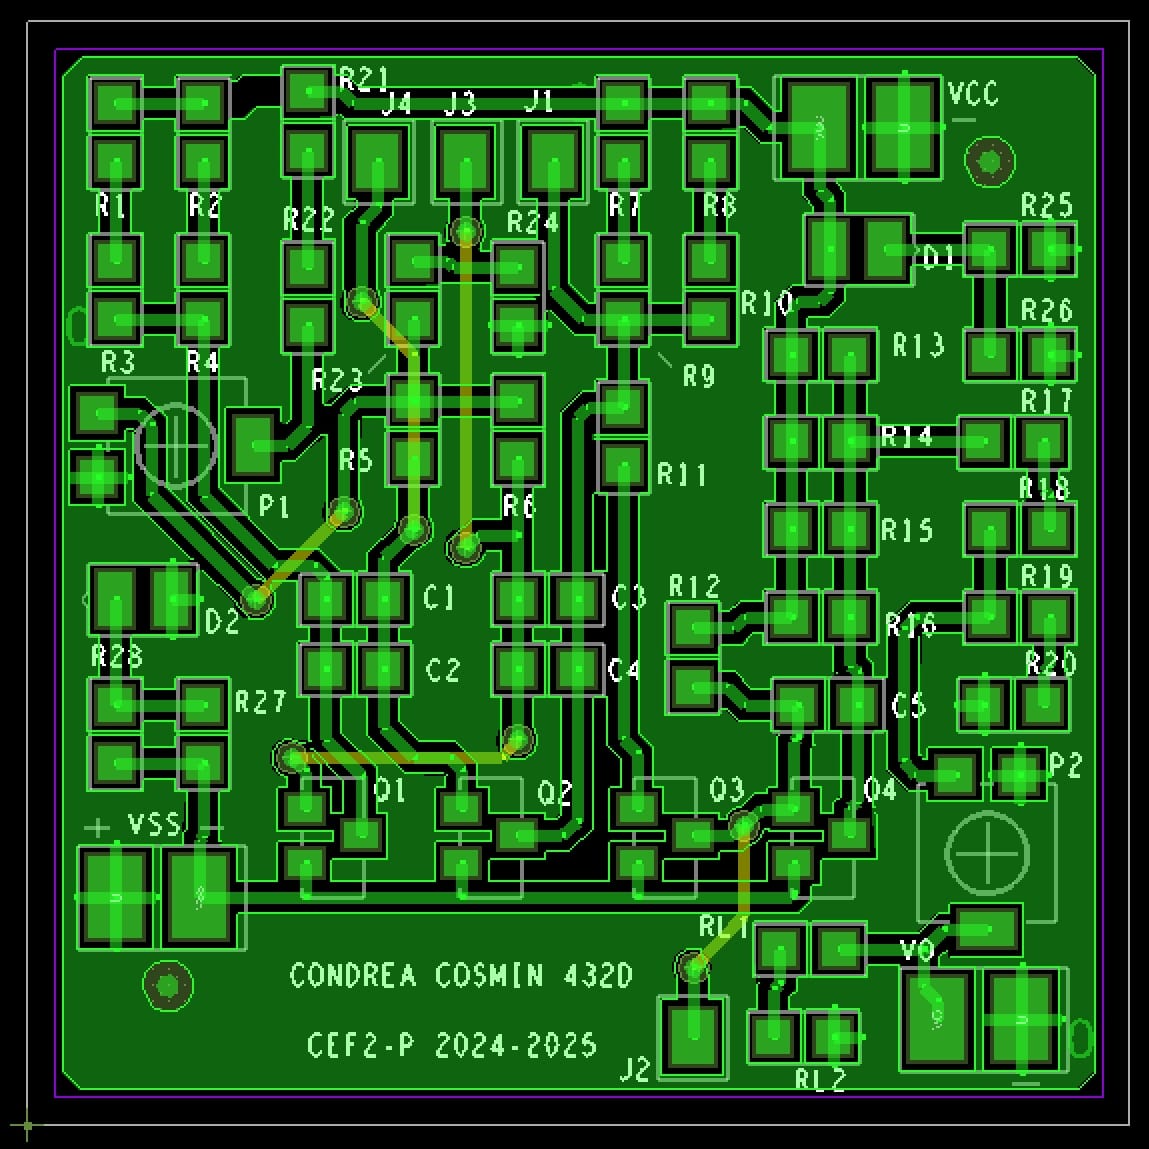 R21
J4 J3 J1
VCC
R1 R2 R22 R24 R7 R8 R25
D1
R10 R26
R3 R4 R23 R9 R13
R17
R14
R5 R11
P1 R6 R18
R15
R12 R19
D2 C1 C3 R16
R28 R20
C2 C4
R27 C5
P2
Q1 Q2 Q3 Q4
+ VSS -
RL1
VO
CONDREA COSMIN 432D
CEF2-P 2024-2025
J2 RL2